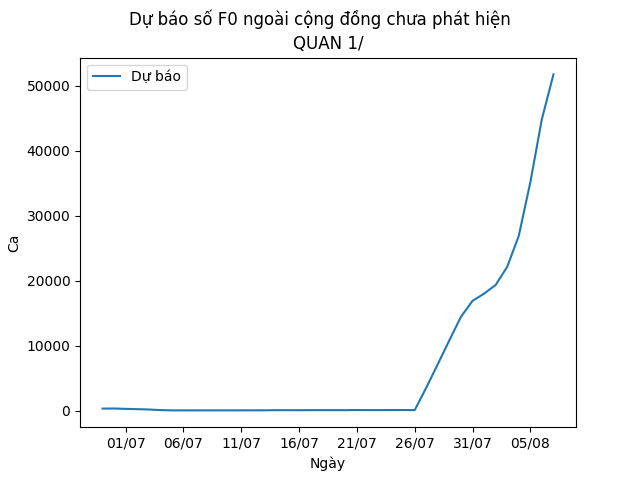 Dự báo số F0 ngoài cộng đồng chưa phát hiện
QUAN 1/
Dự báo
50000
40000
30000
20000
10000
0
Ca
01/07 06/07 11/07 16/07 21/07 26/07 31/07 05/08
Ngày